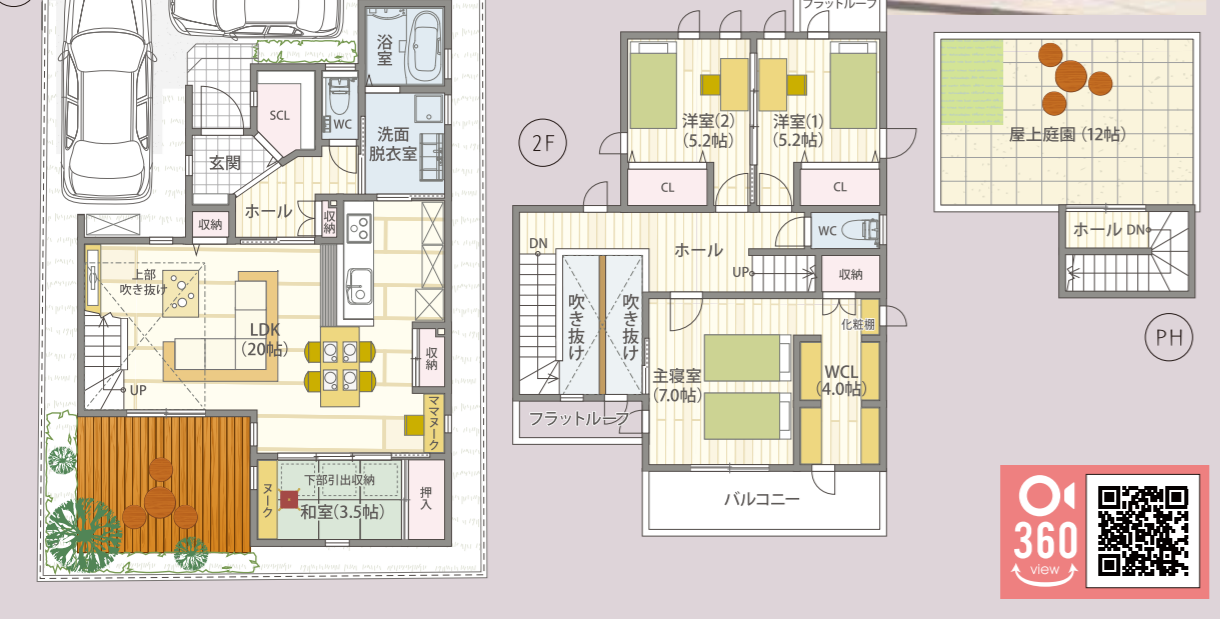 浴室
SCL
WC
洗面
脱衣室
玄関
収納
ホール
収納
上部
吹き抜け
LDK
(20帖)
収納
UP
ママヌーク
下部引出収納
ヌーク
和室(3.5帖)
押入
2F
フラットルーフ
洋室(2)
(5.2帖)
洋室(1)
(5.2帖)
CL
CL
DN
ホール
WC
UP
収納
吹き抜け
吹き抜け
化粧棚
主寝室
(7.0帖)
WCL
(4.0帖)
フラットルーフ
バルコニー
屋上庭園(12帖)
ホール DN
PH
360
view